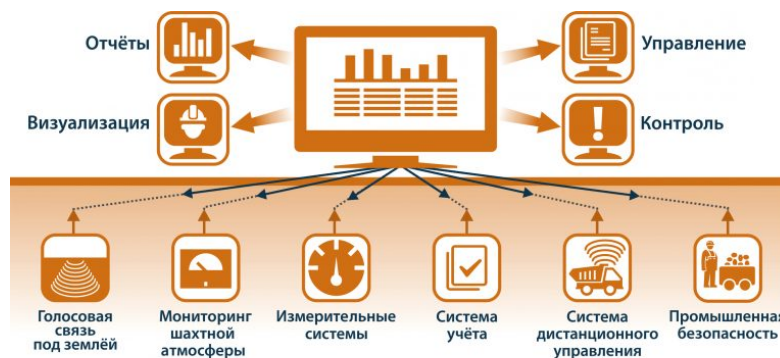 Отчёты
Управление
Визуализация
Контроль
Голосовая
связь
под землёй
Мониторинг
шахтной
атмосферы
Измерительные
системы
Система
учёта
Система
дистанционного
управления
Промышленная
безопасность